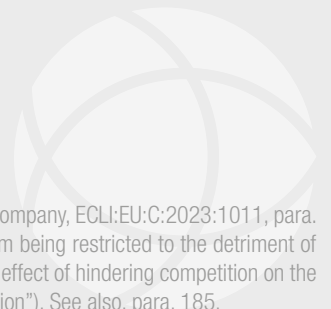 ompany, ECLI:EU:C:2023:1011, para.
m being restricted to the detriment of
effect of hindering competition on the
ion”). See also, para. 185.